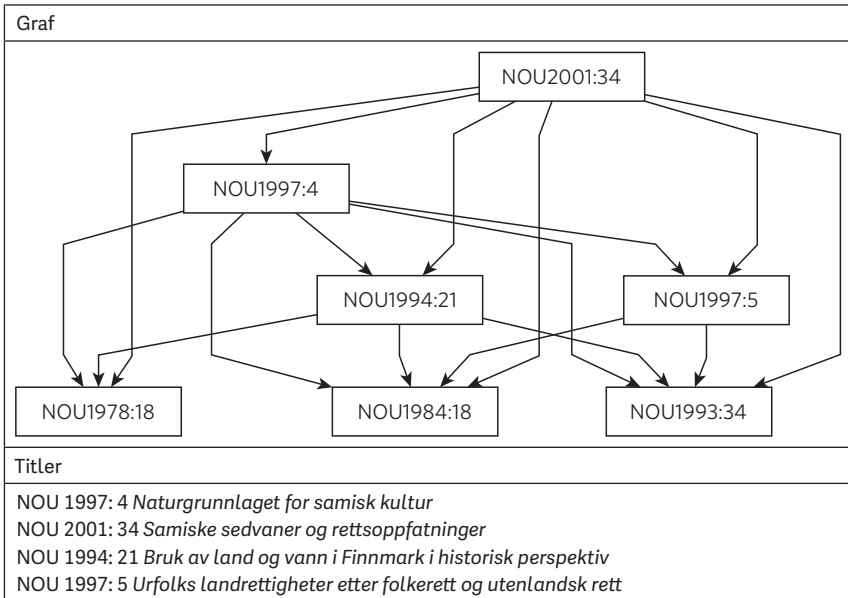 Graf
NOU2001:34
NOU1997:4
NOU1994:21
NOU1997:5
NOU1978:18
NOU1984:18
NOU1993:34
Titler
NOU 1997: 4 Naturgrunnlaget for samisk kultur
NOU 2001: 34 Samiske sedvaner og rettsoppfatninger
NOU 1994: 21 Bruk av land og vann i Finnmark i historisk perspektiv
NOU 1997: 5 Urfolks landrettigheter etter folkerett og utenlandsk rett